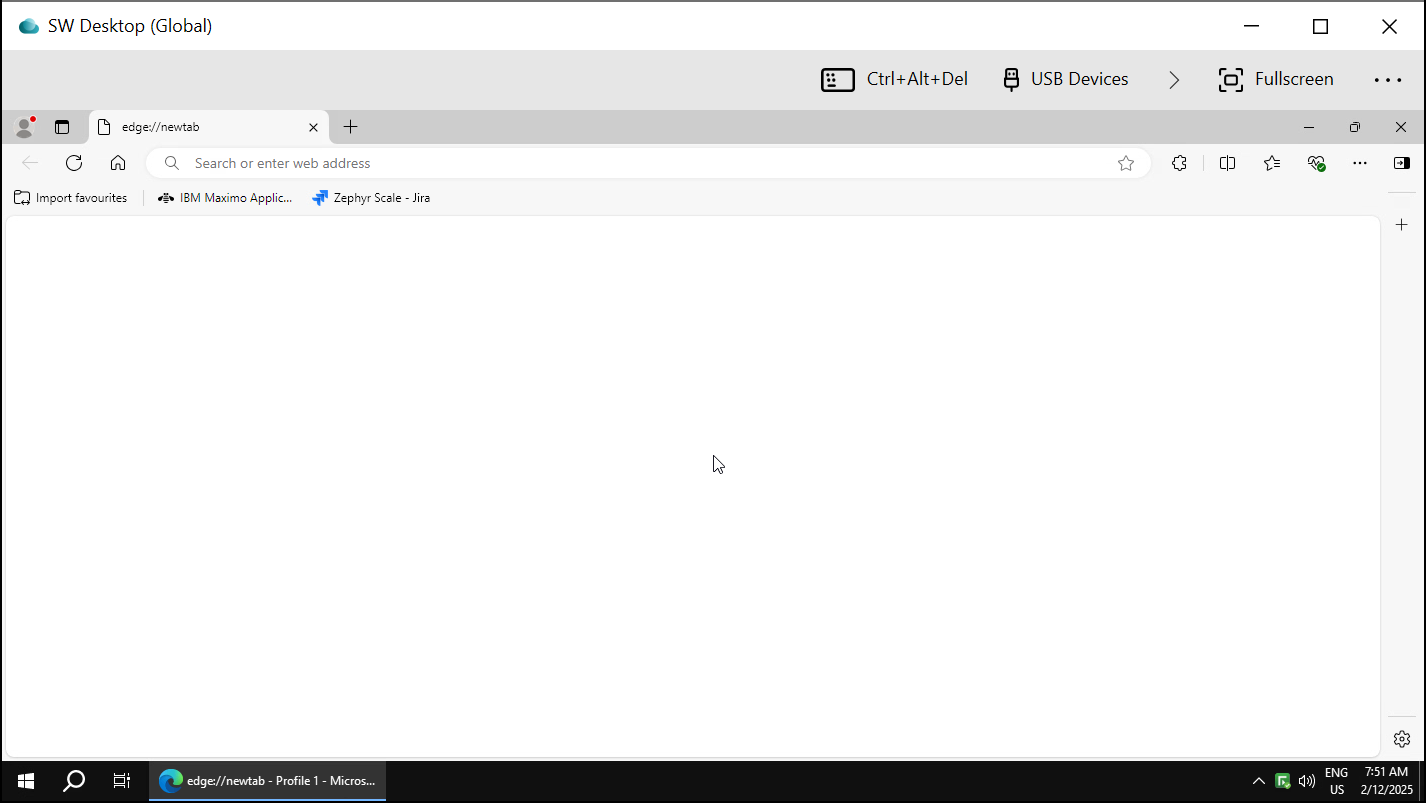 SW Desktop (Global)
Ctrl+Alt+Del
USB Devices
Fullscreen
edge://newtab
Search or enter web address
Import favourites
IBM Maximo Applic...
Zephyr Scale - Jira
edge://newtab - Profile 1 - Micros...
ENG
US
7:51 AM
2/12/2025